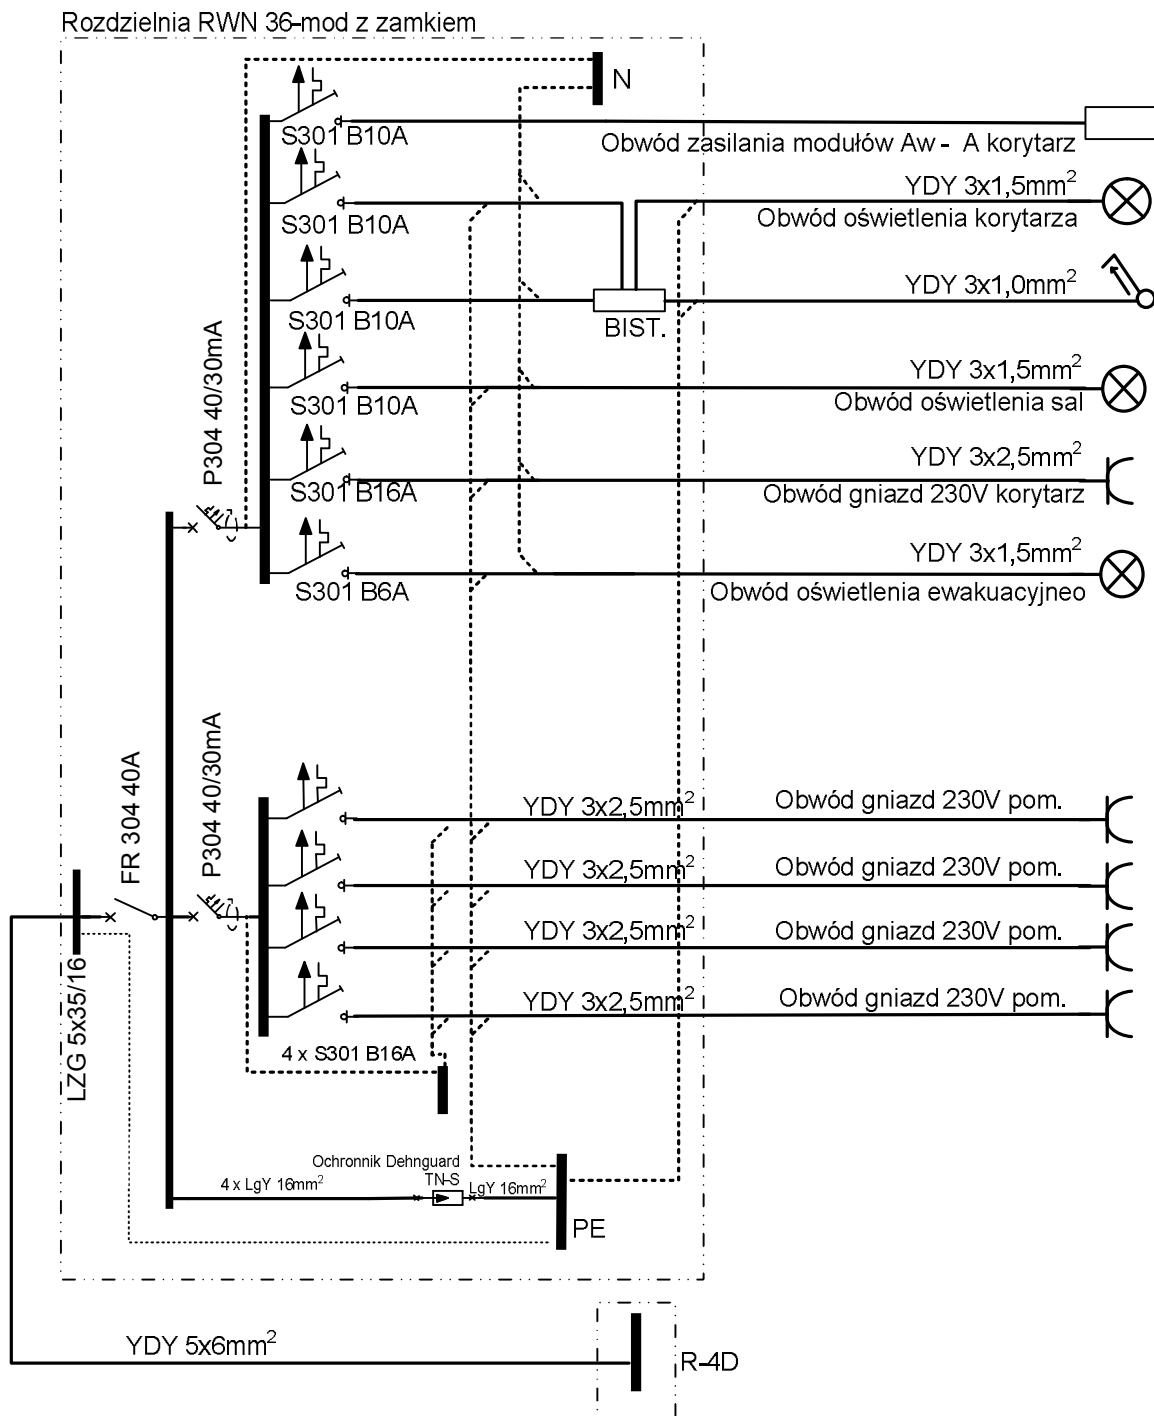 Rozdzielnia RWN 36-mod z zamkiem
N
S301 B10A
Obwód zasilania modułów Aw - A korytarz
YDY 3x1,5mm²
S301 B10A
Obwód oświetlenia korytarza
YDY 3x1,0mm²
S301 B10A
BIST.
P304 40/30mA
YDY 3x1,5mm²
S301 B10A
Obwód oświetlenia sal
YDY 3x2,5mm²
S301 B16A
Obwód gniazd 230V korytarz
YDY 3x1,5mm²
S301 B6A
Obwód oświetlenia ewakuacyjneo
FR 304 40A
P304 40/30mA
YDY 3x2,5mm²
Obwód gniazd 230V pom.
YDY 3x2,5mm²
Obwód gniazd 230V pom.
YDY 3x2,5mm²
Obwód gniazd 230V pom.
YDY 3x2,5mm²
Obwód gniazd 230V pom.
LZG 5x35/16
4 x S301 B16A
Ochronnik Dehnguard
TN-S
4 x LgY 16mm²
LgY 16mm²
PE
YDY 5x6mm²
R-4D